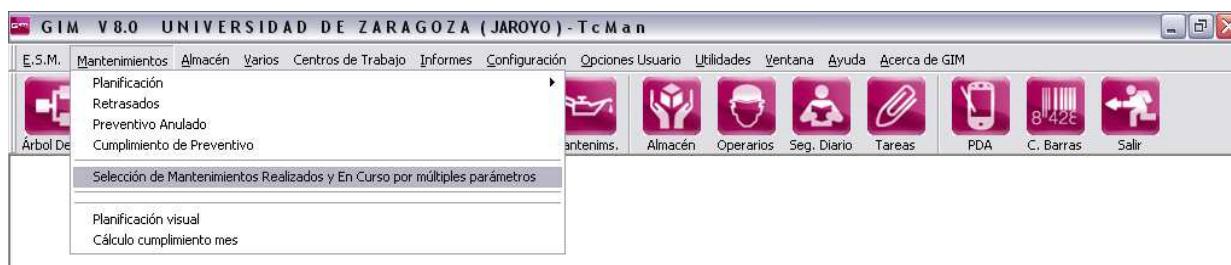 GIM V8.0 UNIVERSIDAD DE ZARAGOZA (JAROYO)-TcMan
E.S.M. Mantenimientos Almacén Varios Centros de Trabajo Informes Configuración Opciones Usuario Utilidades Ventana Ayuda Acerca de GIM
Planificación
Retrasados
Preventivo Anulado
Cumplimiento de Preventivo
Selección de Mantenimientos Realizados y En Curso por múltiples parámetros
Planificación visual
Cálculo cumplimiento mes
8 428
Árbol De antenims. Almacén Operarios Seg. Diario Tareas PDA C. Barras Salir